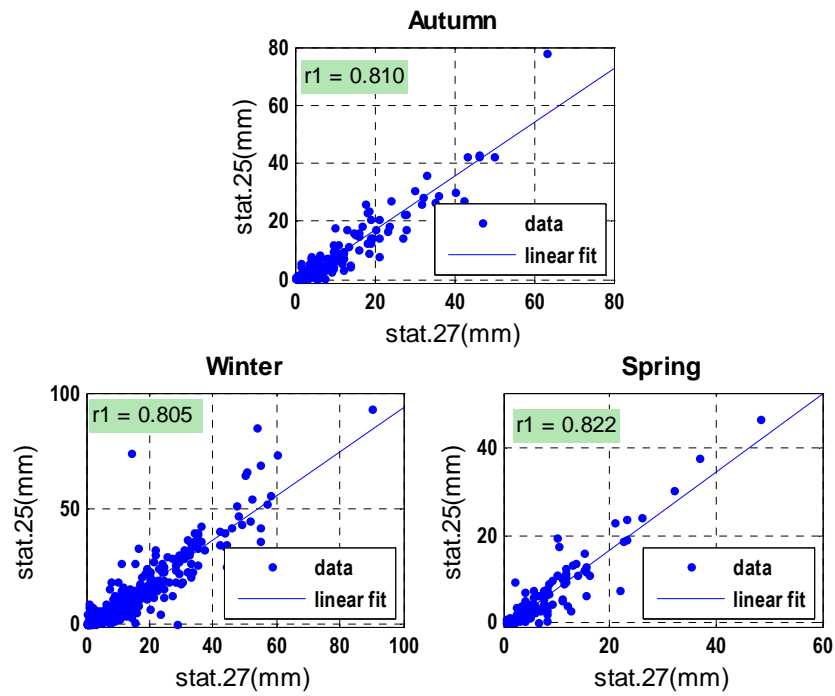 Autumn
80
60
40
20
0
r1 = 0.810
data
linear fit
0 20 40 60 80
stat.25(mm)
stat.27(mm)
Winter
100
50
0
r1 = 0.805
data
linear fit
0 20 40 60 80 100
stat.25(mm)
stat.27(mm)
Spring
40
20
0
r1 = 0.822
data
linear fit
0 20 40 60
stat.25(mm)
stat.27(mm)